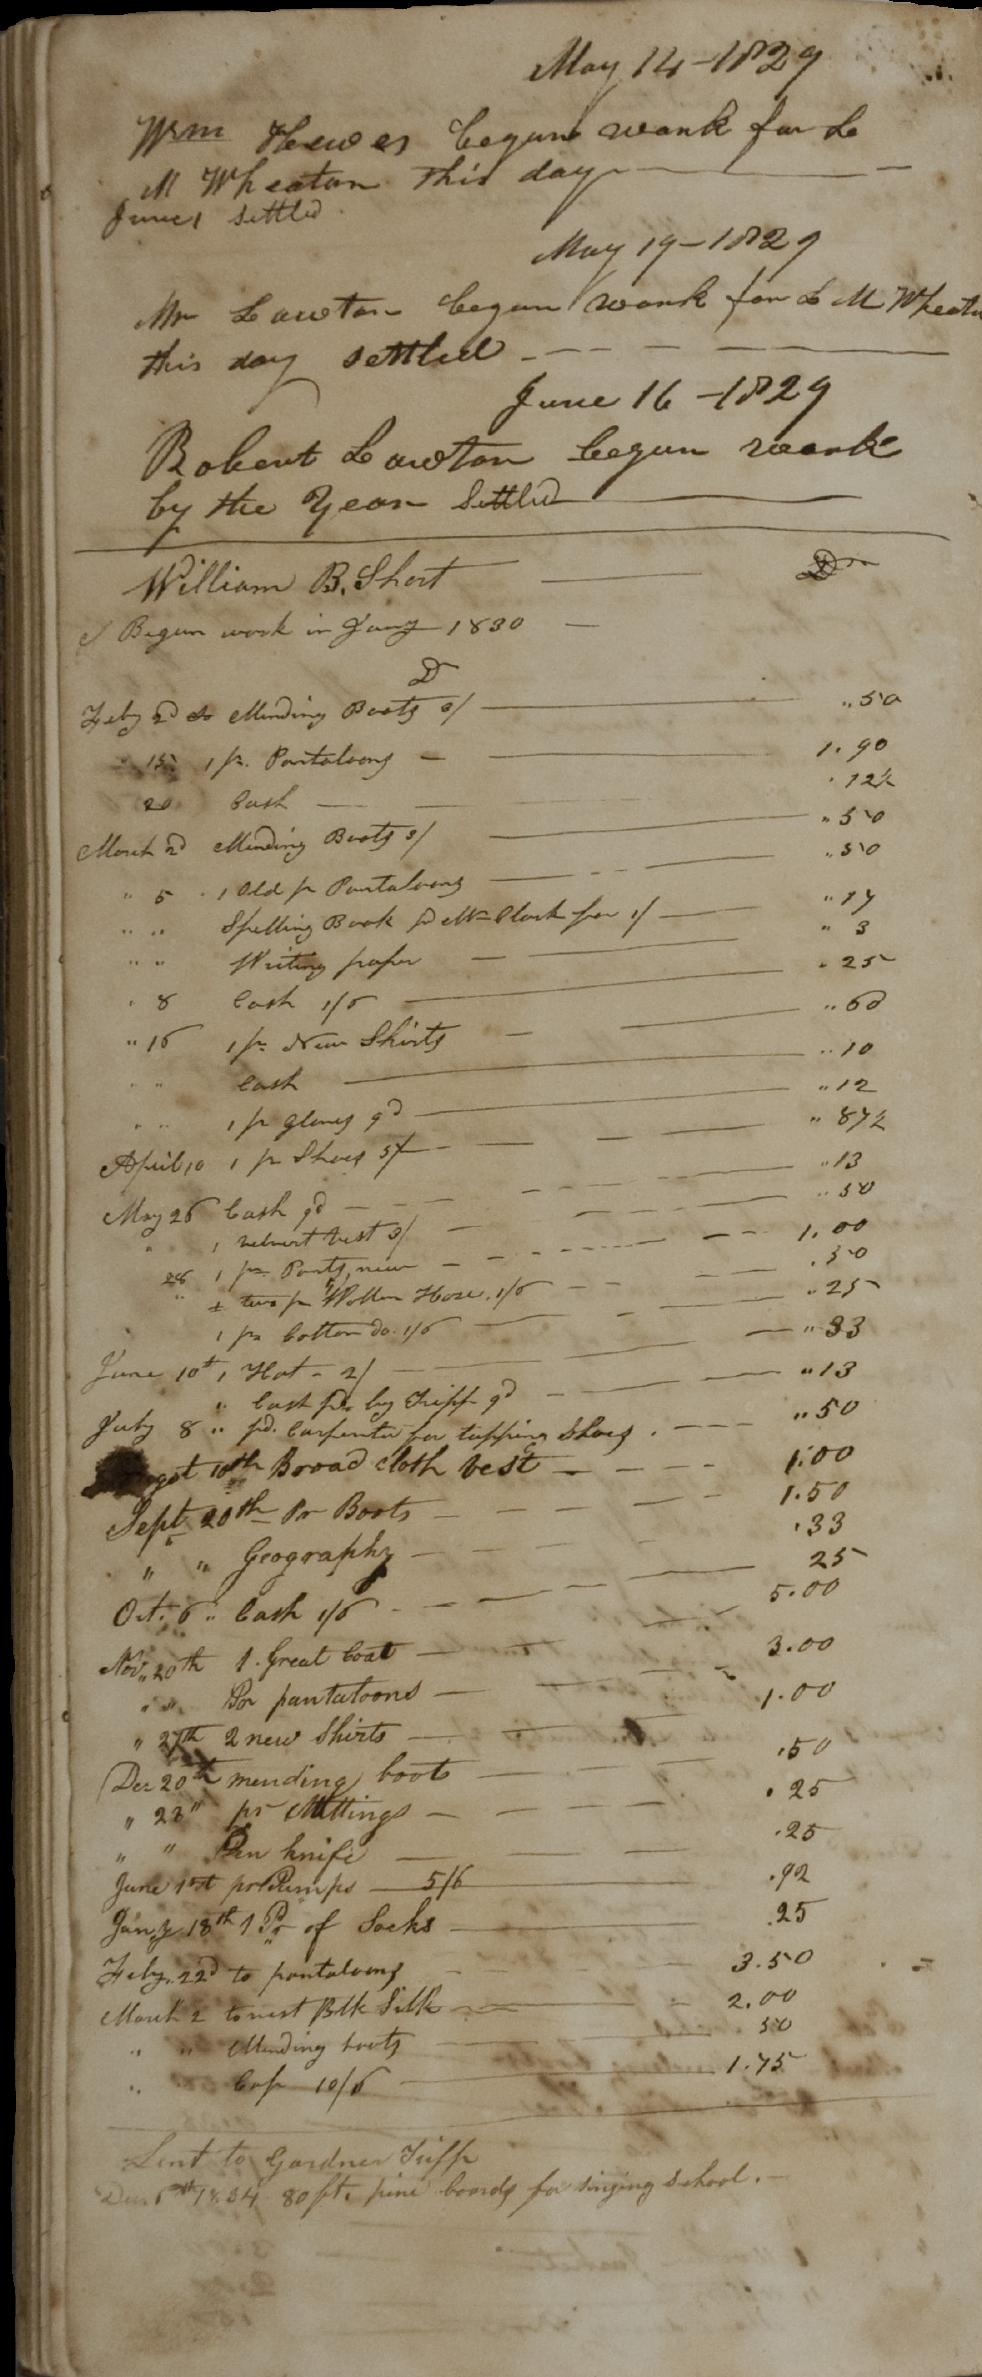 May 14 - 1829
Wm Hewes begun work for L
M Wheaton this day
June 1 settled
May 19 - 1829
Mr Lawton begun work for L M Wheaton
this day settled
June 16 - 1829
Robert Lawton begun work
by the Year Settled
William B. Short Dr
Begun work in Jany 1830
D
Feby 2d to Mending Boots 3/ .. 50
15 1 pr. Pantaloons 1.90
20 Cash . 12½
March 2d Mending Boots 3/ .. 50
" 5 1 Old pr Pantaloons .. 50
" " Spelling Book pd Mr Clark for 1/ .. 17
" " Writing paper " 3
. 8 Cash 1/6 . 25
" 16 1 pr New Shirts .. 60
" " Cash .. 10
" " 1 pr gloves 9d .. 12
April 10 1 pr Shoes 5/ .. 87½
May 26 Cash 9d .. 13
" 1 velvert vest 3/ .. 50
28 1 pr Pants, new 1.00
" two pr Wollen Hose. 1/6 . 50
1 pr Cotton do. 1/6 . 25
June 10th 1 Hat - 2/ .. 33
" Cash pd. by Tripp 9d .. 13
July 8 .. pd. Carpenter for tapping Shoes . .. 50
10th Broad cloth vest 1.00
Sept. 20th Pr Boots 1.50
" " Geography .33
Oct. 6 .. Cash 1/6 25
Nov. 20th 1. Great Coat 5.00
" " Pr pantaloons 3.00
" 27th 2 new Shirts 1.00
Dec 20th mending boots .50
" 23" pr Mittings . 25
" " Pen knife .25
June 1st pr Pumps 5/6 .92
Jany 18th 1 Pr of Socks .25
Feby. 22d to pantaloons 3.50
March 2 to vest Blk Silk 2.00
" " Mending boots 50
" Cap 10/6 1.75
Lent to Gardner Tripp
1834 80 ft. pine boards for singing school.